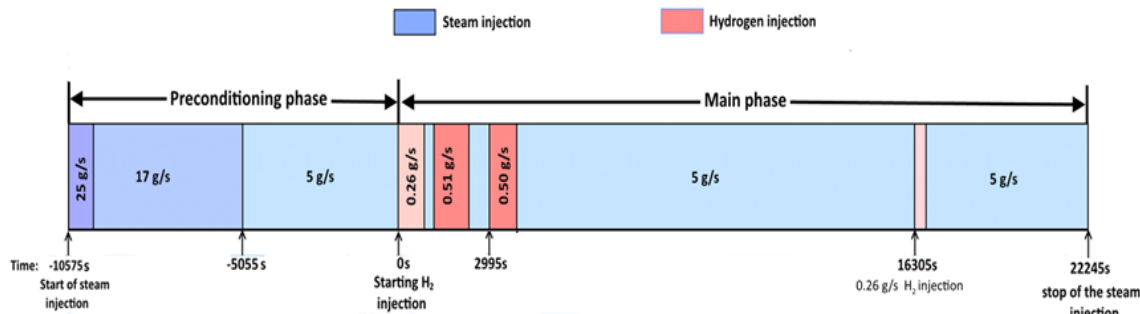 Steam injection
Hydrogen injection
Preconditioning phase
Main phase
25 g/s
17 g/s
5 g/s
0.26 g/s
0.51 g/s
0.50 g/s
5 g/s
5 g/s
Time: -10575s
-5055 s
0s
2995s
16305s
22245s
Start of steam
injection
Starting H₂
injection
0.26 g/s H₂ injection
stop of the steam
injection